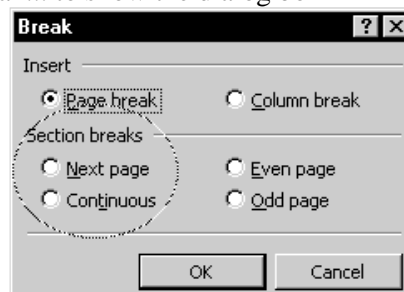 Break ? ×
Insert
Page break Column break
Section breaks
Next page Even page
Continuous Odd page
OK Cancel